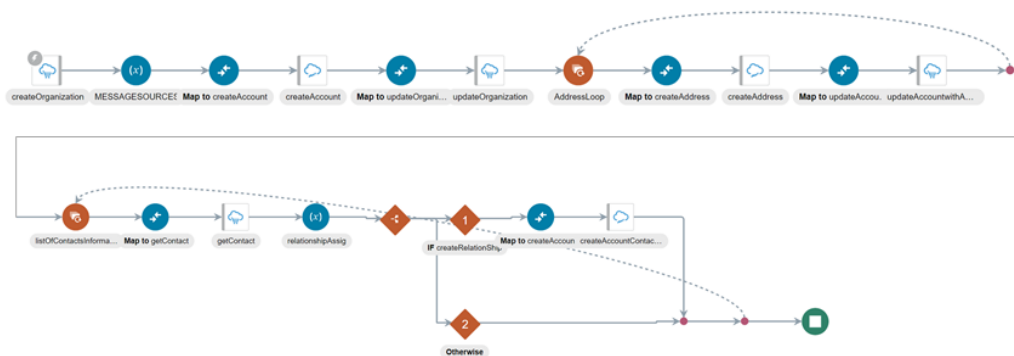 createOrganization
MESSAGESOURCES
Map to createAccount
createAccount
Map to updateOrgani...
updateOrganization
AddressLoop
Map to createAddress
createAddress
Map to updateAccou.
updateAccountwithA...
(x)
listOfContactsInforma...
Map to getContact
getContact
relationshipAssig
IF createRelationShip
Map to createAccoun
createAccountContac...
(x)
1
2
Otherwise